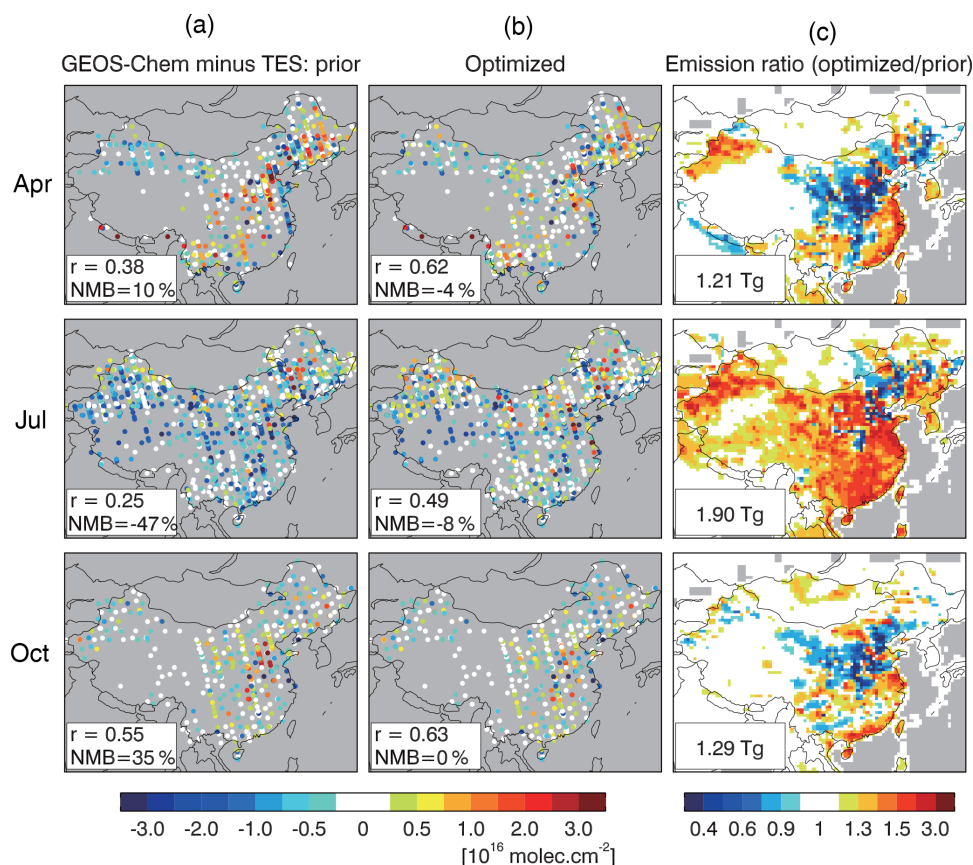 (a) (b) (c)
GEOS-Chem minus TES: prior Optimized Emission ratio (optimized/prior)
Apr
r = 0.38
NMB=10 %
r = 0.62
NMB=-4 %
1.21 Tg
Jul
r = 0.25
NMB=-47 %
r = 0.49
NMB=-8 %
1.90 Tg
Oct
r = 0.55
NMB=35 %
r = 0.63
NMB=0 %
1.29 Tg
-3.0 -2.0 -1.0 -0.5 0 0.5 1.0 2.0 3.0
[10¹⁶ molec.cm⁻²]
0.4 0.6 0.9 1 1.3 1.5 3.0